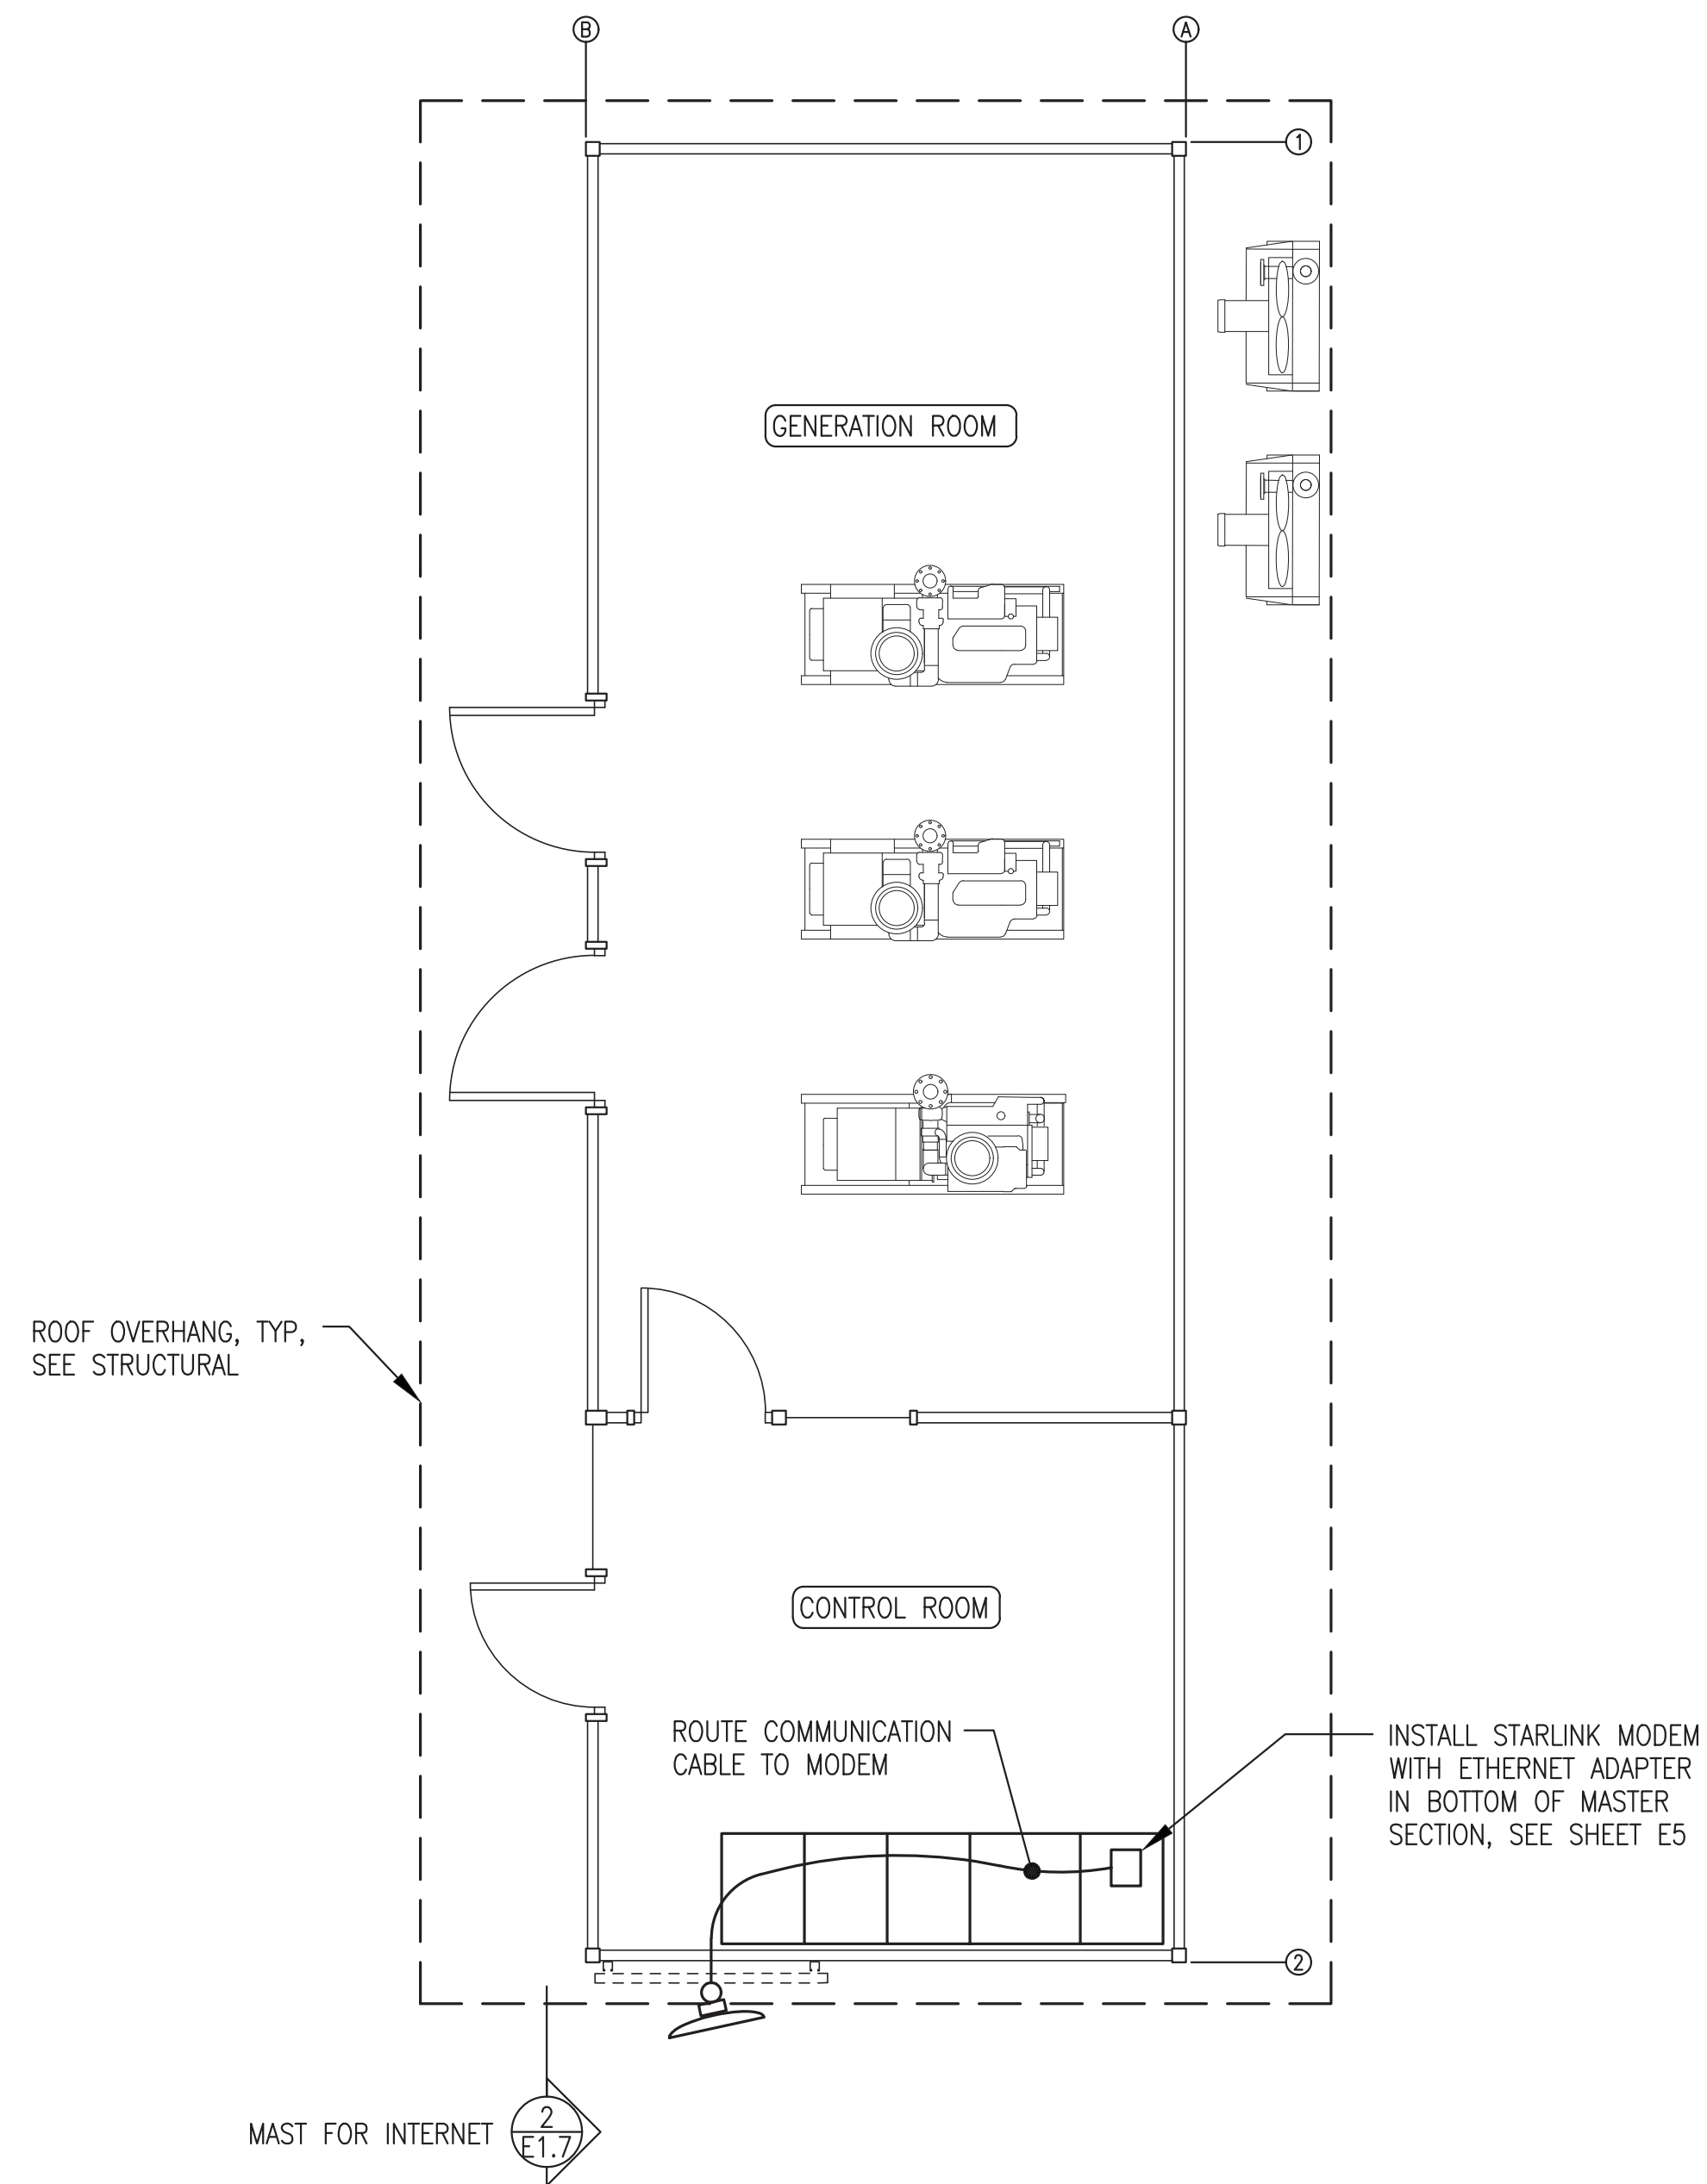 B
A
1
GENERATION ROOM
ROOF OVERHANG, TYP,
SEE STRUCTURAL
CONTROL ROOM
ROUTE COMMUNICATION
CABLE TO MODEM
INSTALL STARLINK MODEM
WITH ETHERNET ADAPTER
IN BOTTOM OF MASTER
SECTION, SEE SHEET E5
2
MAST FOR INTERNET
2
E1.7